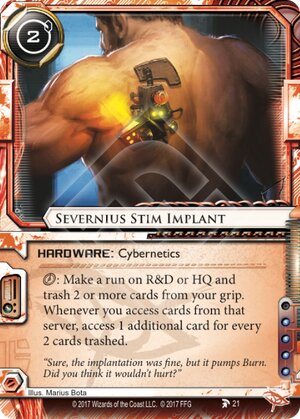 2
SEVERNIUS STIM IMPLANT
HARDWARE: Cybernetics
: Make a run on R&D or HQ and
trash 2 or more cards from your grip.
Whenever you access cards from that
server, access 1 additional card for every
2 cards trashed.
“Sure, the implantation was fine, but it pumps Burn.
Did you think it wouldn’t hurt?”
Illus. Marius Bota
© 2017 Wizards of the Coast LLC. © 2017 FFG
21